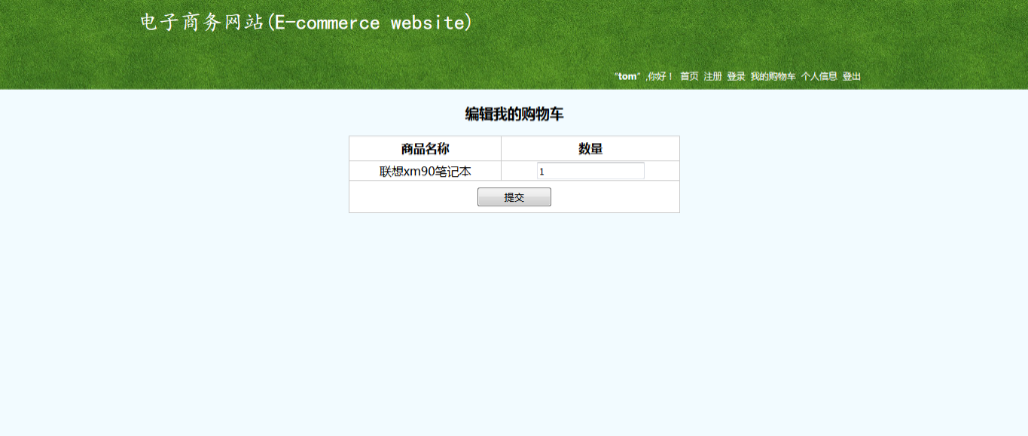 电子商务网站(E-commerce website)
"tom" ,你好！ 首页 注册 登录 我的购物车 个人信息 登出
编辑我的购物车
商品名称 数量
联想xm90笔记本 1
提交